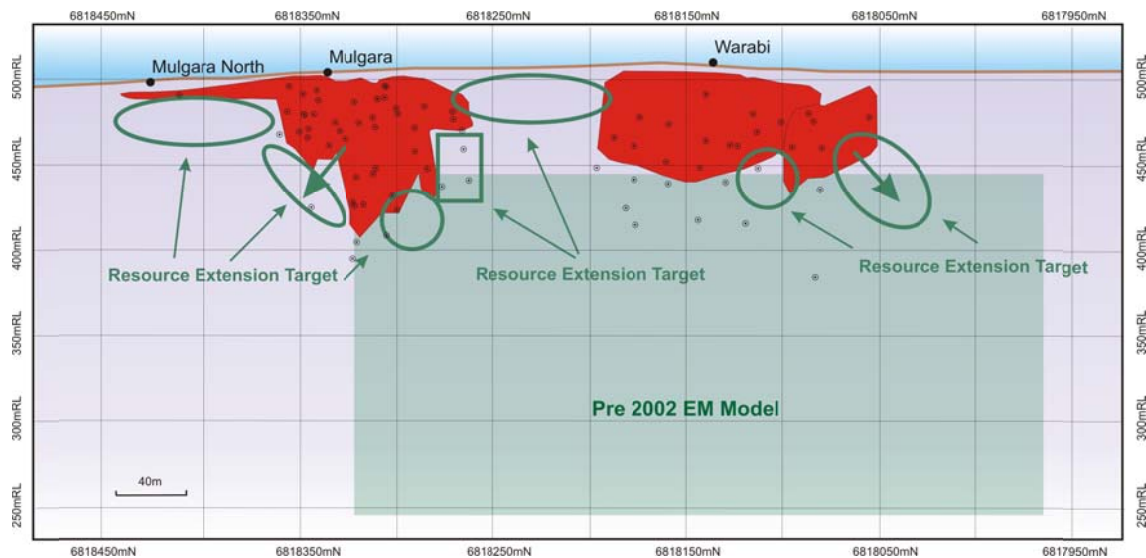 6818450mN 6818350mN 6818250mN 6818150mN 6818050mN 6817950mN
Mulgara North
Mulgara
Warabi
500mRL
500mRL
450mRL
450mRL
400mRL
400mRL
350mRL
350mRL
300mRL
300mRL
250mRL
250mRL
Resource Extension Target
Resource Extension Target
Resource Extension Target
Pre 2002 EM Model
40m
6818450mN 6818350mN 6818250mN 6818150mN 6818050mN 6817950mN